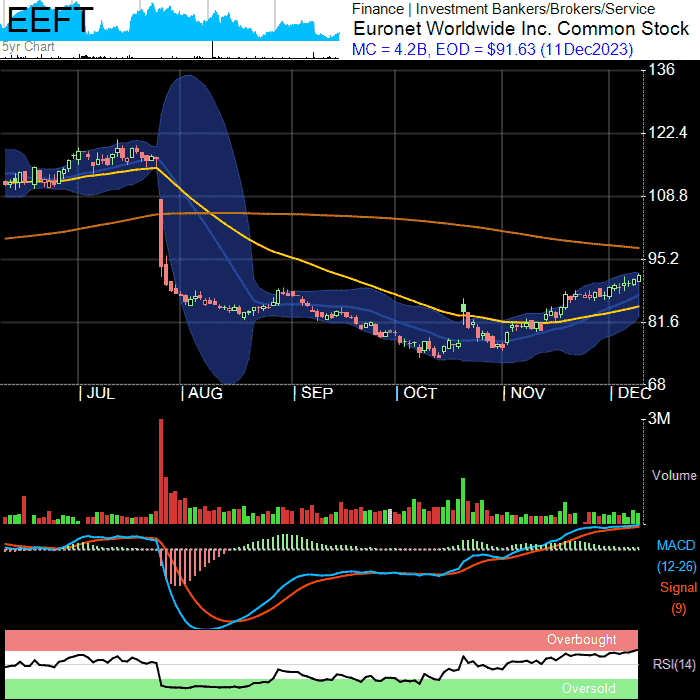 EEFT
5yr Chart
Finance | Investment Bankers/Brokers/Service
Euronet Worldwide Inc. Common Stock
MC = 4.2B, EOD = $91.63 (11Dec2023)
136
122.4
108.8
95.2
81.6
68
JUL AUG SEP OCT NOV DEC
3M
Volume
MACD
(12-26)
Signal
(9)
Overbought
RSI(14)
Oversold